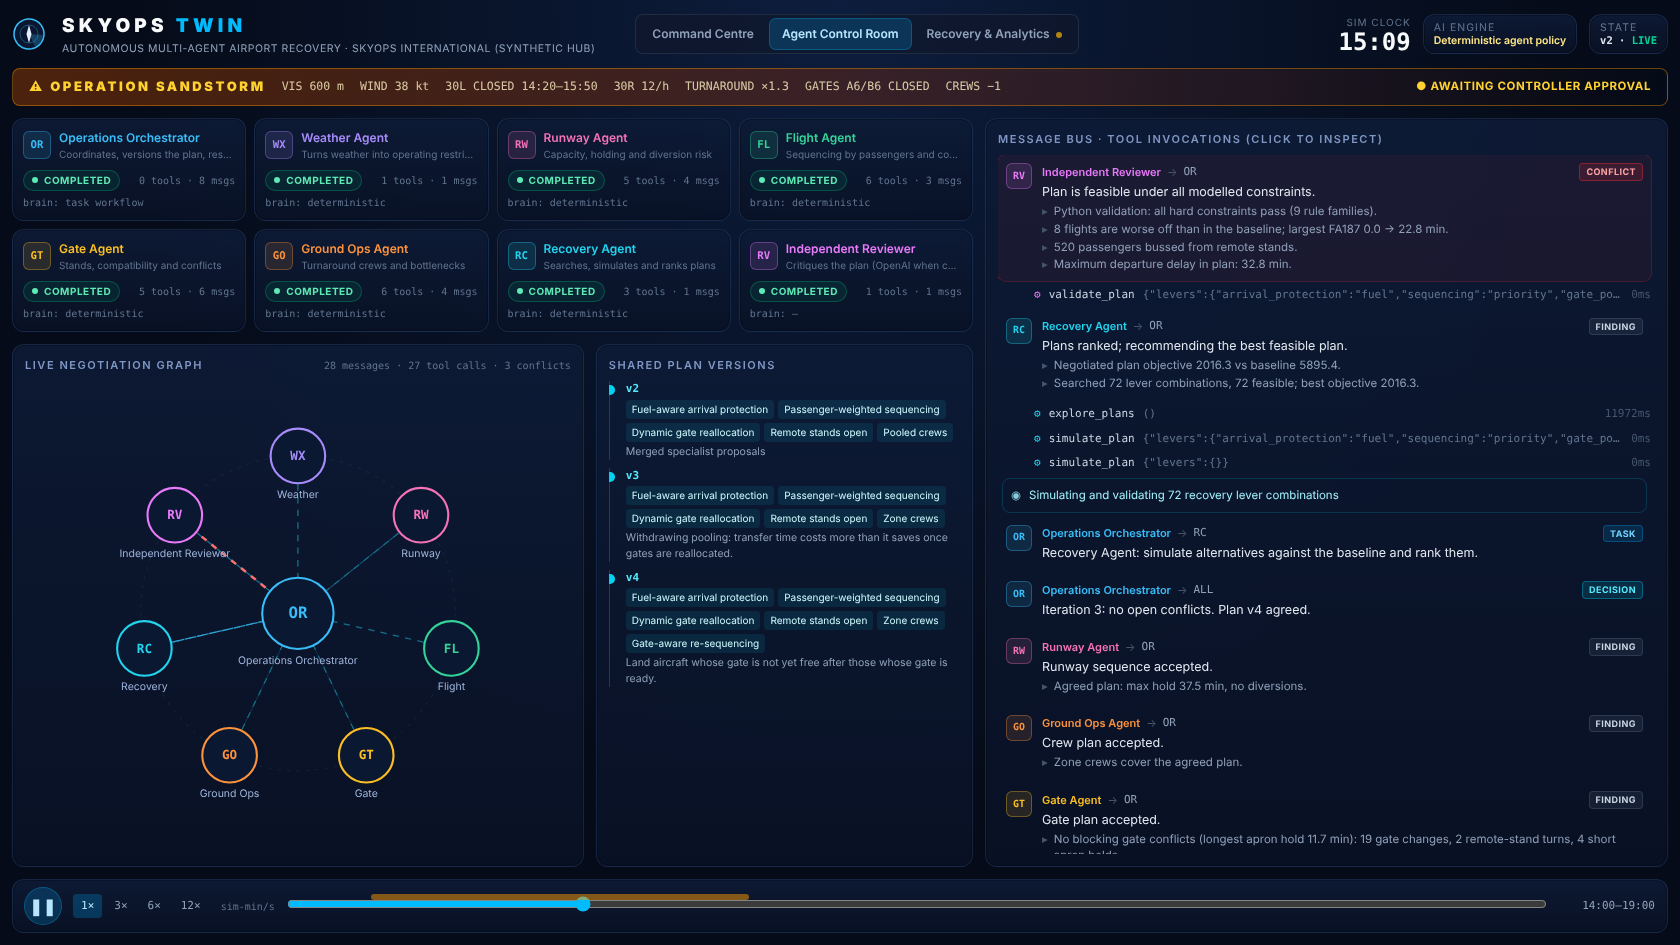 SKYOPS TWIN
AUTONOMOUS MULTI-AGENT AIRPORT RECOVERY · SKYOPS INTERNATIONAL (SYNTHETIC HUB)
Command Centre
Agent Control Room
Recovery & Analytics
SIM CLOCK
15:09
AI ENGINE
Deterministic agent policy
STATE
v2 · LIVE
OPERATION SANDSTORM
VIS 600 m WIND 38 kt 30L CLOSED 14:20–15:50 30R 12/h TURNAROUND ×1.3 GATES A6/B6 CLOSED CREWS −1
AWAITING CONTROLLER APPROVAL
OR
Operations Orchestrator
Coordinates, versions the plan, res...
COMPLETED
0 tools · 8 msgs
brain: task workflow
WX
Weather Agent
Turns weather into operating restri...
COMPLETED
1 tools · 1 msgs
brain: deterministic
RW
Runway Agent
Capacity, holding and diversion risk
COMPLETED
5 tools · 4 msgs
brain: deterministic
FL
Flight Agent
Sequencing by passengers and co...
COMPLETED
6 tools · 3 msgs
brain: deterministic
GT
Gate Agent
Stands, compatibility and conflicts
COMPLETED
5 tools · 6 msgs
brain: deterministic
GO
Ground Ops Agent
Turnaround crews and bottlenecks
COMPLETED
6 tools · 4 msgs
brain: deterministic
RC
Recovery Agent
Searches, simulates and ranks plans
COMPLETED
3 tools · 1 msgs
brain: deterministic
RV
Independent Reviewer
Critiques the plan (OpenAI when c...
COMPLETED
1 tools · 1 msgs
brain: —
LIVE NEGOTIATION GRAPH
28 messages · 27 tool calls · 3 conflicts
WX
Weather
RV
Independent Reviewer
RW
Runway
OR
Operations Orchestrator
RC
Recovery
FL
Flight
GO
Ground Ops
GT
Gate
SHARED PLAN VERSIONS
v2
Fuel-aware arrival protection
Passenger-weighted sequencing
Dynamic gate reallocation
Remote stands open
Pooled crews
Merged specialist proposals
v3
Fuel-aware arrival protection
Passenger-weighted sequencing
Dynamic gate reallocation
Remote stands open
Zone crews
Withdrawing pooling: transfer time costs more than it saves once
gates are reallocated.
v4
Fuel-aware arrival protection
Passenger-weighted sequencing
Dynamic gate reallocation
Remote stands open
Zone crews
Gate-aware re-sequencing
Land aircraft whose gate is not yet free after those whose gate is
ready.
MESSAGE BUS · TOOL INVOCATIONS (CLICK TO INSPECT)
RV
Independent Reviewer → OR
CONFLICT
Plan is feasible under all modelled constraints.
Python validation: all hard constraints pass (9 rule families).
8 flights are worse off than in the baseline; largest FA187 0.0 → 22.8 min.
520 passengers bussed from remote stands.
Maximum departure delay in plan: 32.8 min.
validate_plan {"levers":{"arrival_protection":"fuel","sequencing":"priority","gate_po... 0ms
RC
Recovery Agent → OR
FINDING
Plans ranked; recommending the best feasible plan.
Negotiated plan objective 2016.3 vs baseline 5895.4.
Searched 72 lever combinations, 72 feasible; best objective 2016.3.
explore_plans () 11972ms
simulate_plan {"levers":{"arrival_protection":"fuel","sequencing":"priority","gate_po... 0ms
simulate_plan {"levers":{}} 0ms
Simulating and validating 72 recovery lever combinations
OR
Operations Orchestrator → RC
TASK
Recovery Agent: simulate alternatives against the baseline and rank them.
OR
Operations Orchestrator → ALL
DECISION
Iteration 3: no open conflicts. Plan v4 agreed.
RW
Runway Agent → OR
FINDING
Runway sequence accepted.
Agreed plan: max hold 37.5 min, no diversions.
GO
Ground Ops Agent → OR
FINDING
Crew plan accepted.
Zone crews cover the agreed plan.
GT
Gate Agent → OR
FINDING
Gate plan accepted.
No blocking gate conflicts (longest apron hold 11.7 min): 19 gate changes, 2 remote-stand turns, 4 short
1×
3×
6×
12×
sim-min/s
14:00–19:00